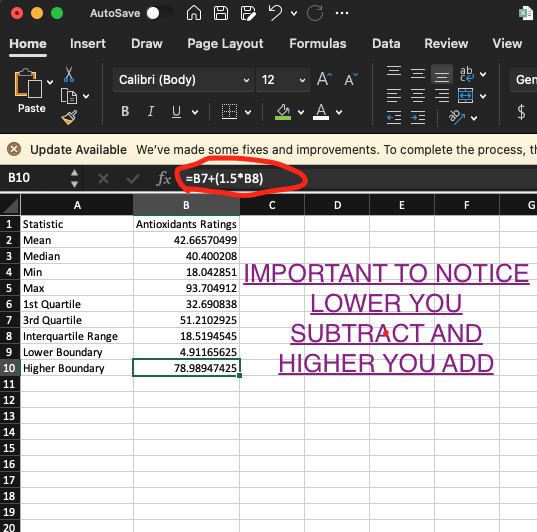 AutoSave
Home Insert Draw Page Layout Formulas Data Review View
Paste
Calibri (Body) 12 A A ab Gen
B I U A ab $
Update Available We've made some fixes and improvements. To complete the process, th
B10 fx =B7+(1.5*B8)
A B C D E F G
1 Statistic Antioxidants Ratings
2 Mean 42.66570499
3 Median 40.400208
4 Min 18.042851
5 Max 93.704912
6 1st Quartile 32.690838
7 3rd Quartile 51.2102925
8 Interquartile Range 18.5194545
9 Lower Boundary 4.91165625
10 Higher Boundary 78.98947425
11
12
13
14
15
16
17
18
19
20
IMPORTANT TO NOTICE
LOWER YOU
SUBTRACT AND
HIGHER YOU ADD